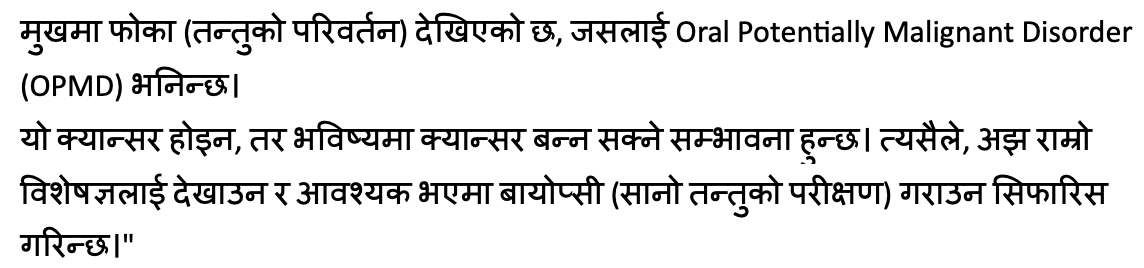 मुखमा फोका (तन्तुको परिवर्तन) देखिएको छ, जसलाई Oral Potentially Malignant Disorder
(OPMD) भनिन्छ।
यो क्यान्सर होइन, तर भविष्यमा क्यान्सर बन्न सक्ने सम्भावना हुन्छ। त्यसैले, अझ राम्रो
विशेषज्ञलाई देखाउन र आवश्यक भएमा बायोप्सी (सानो तन्तुको परीक्षण) गराउन सिफारिस
गरिन्छ।"